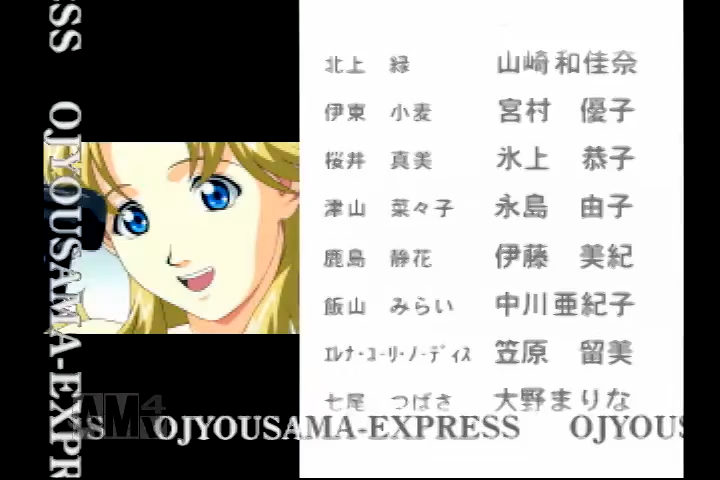 ESS OJYOUSAMA-EXPR
北上 緑 山崎和佳奈
伊東 小麦 宮村 優子
桜井 真美 氷上 恭子
津山 菜々子 永島 由子
鹿島 静花 伊藤 美紀
飯山 みらい 中川亜紀子
エレナ・ユーリ・ノーディス 笠原 留美
七尾 つばさ 大野まりな
SS OJYOUSAMA-EXPRESS OJYOUS